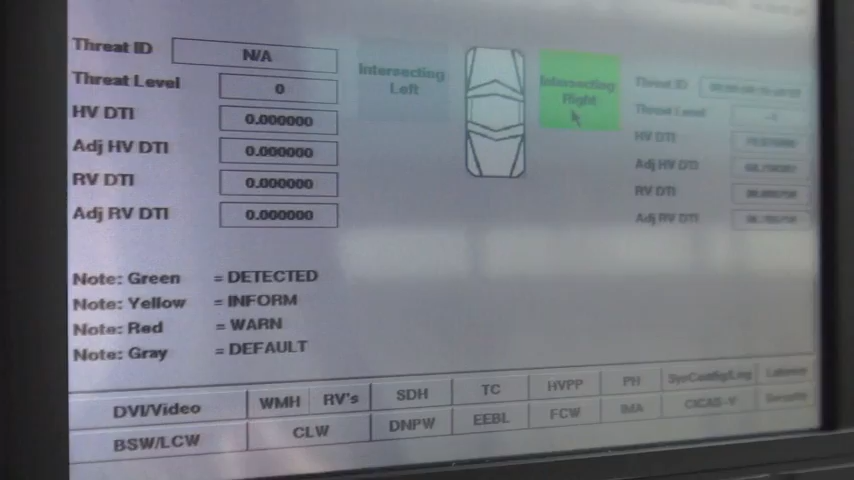 Threat ID N/A
Threat Level 0
HV DTI 0.000000
Adj HV DTI 0.000000
RV DTI 0.000000
Adj RV DTI 0.000000
Intersecting
Left
Intersecting
Right
Threat ID
Threat Level
HV DTI
Adj HV DTI
RV DTI
Adj RV DTI
Note: Green = DETECTED
Note: Yellow = INFORM
Note: Red = WARN
Note: Gray = DEFAULT
DVI/Video WMH RV's SDH TC HVPP PH SysConfig/Log
BSW/LCW CLW DNPW EEBL FCW IMA CICAS-V Security